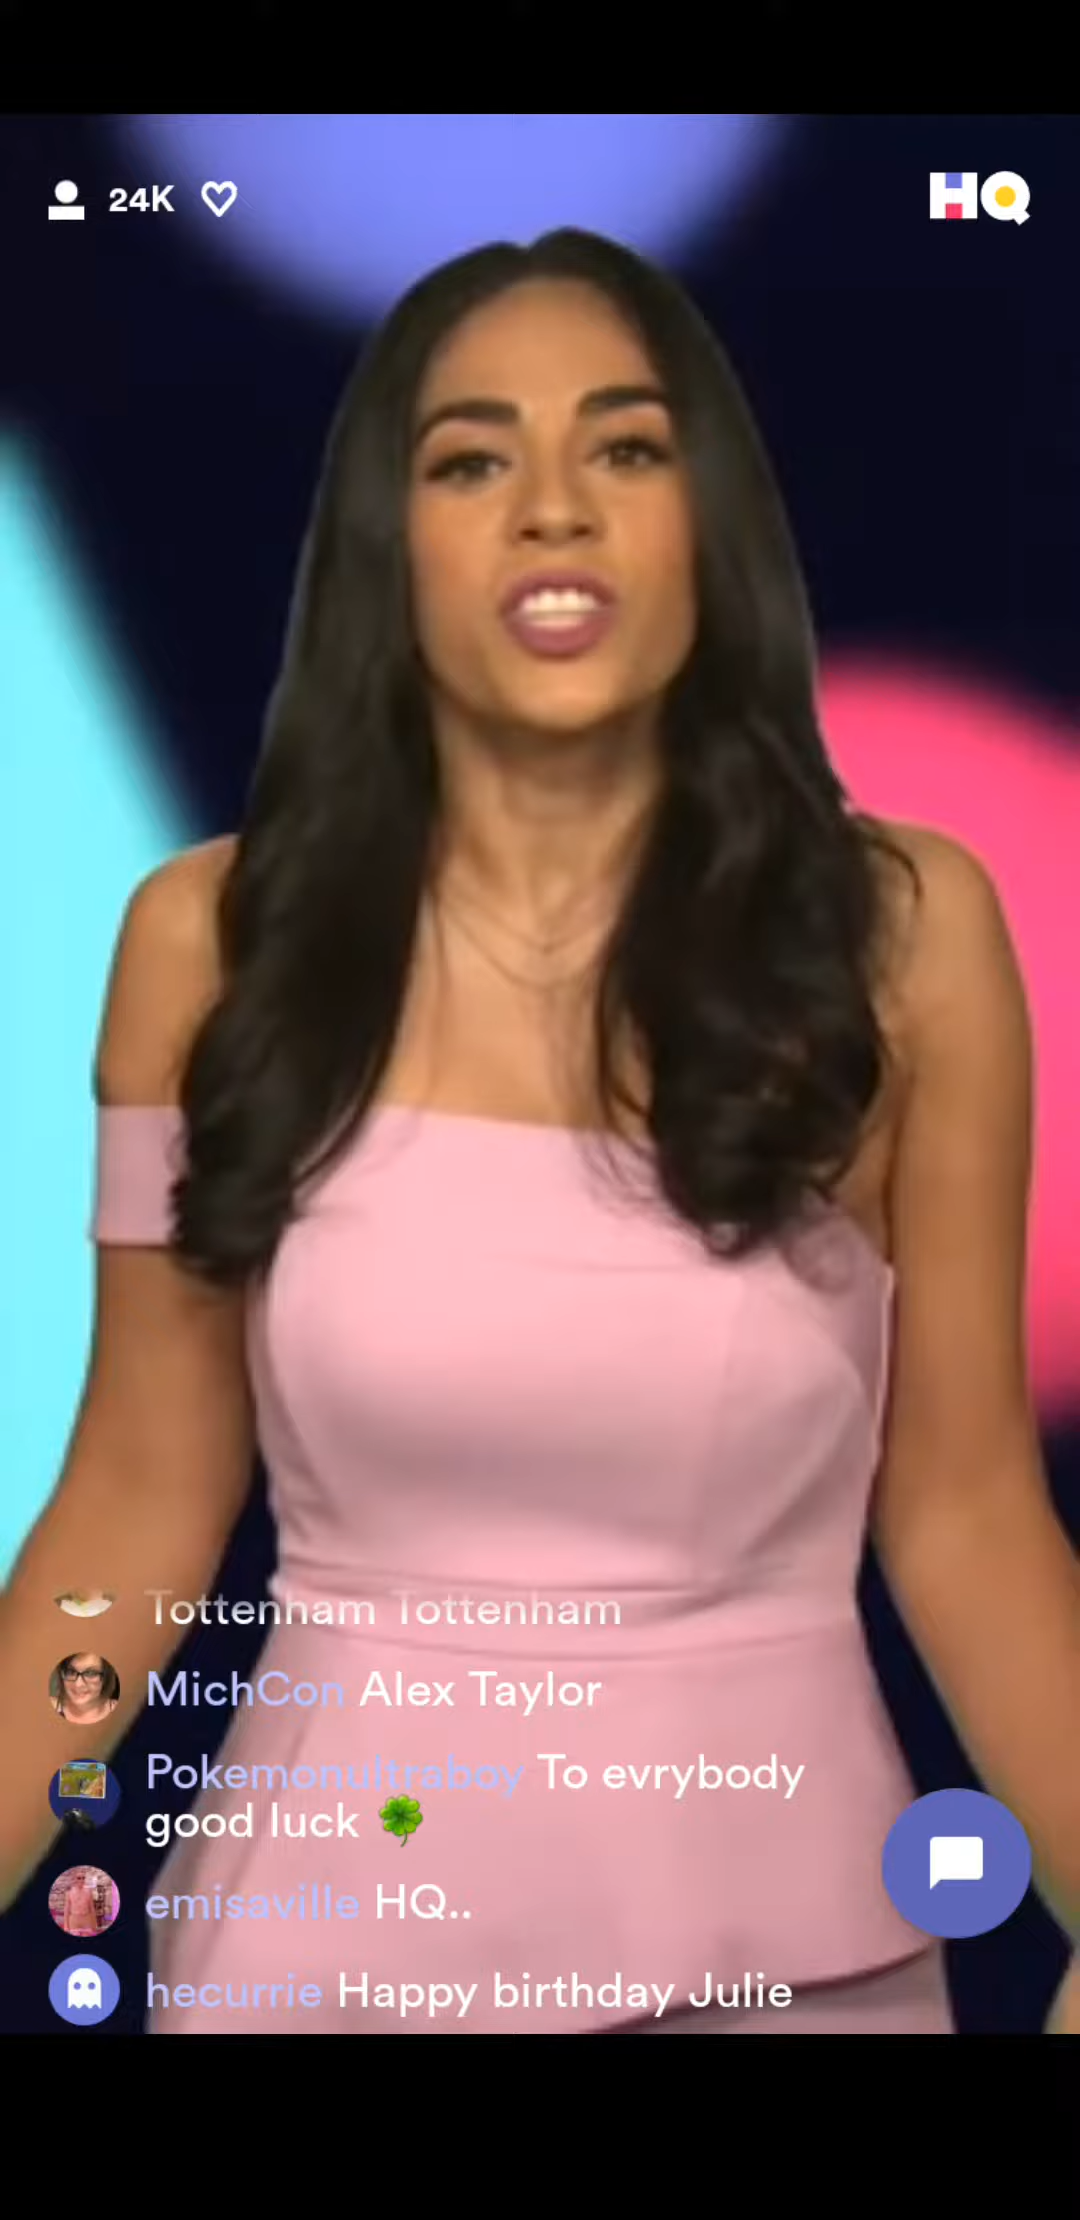 24K
HQ
Tottenham Tottenham
MichCon Alex Taylor
Pokemonultraboy To evrybody
good luck 🍀
emisaville HQ..
hecurrie Happy birthday Julie